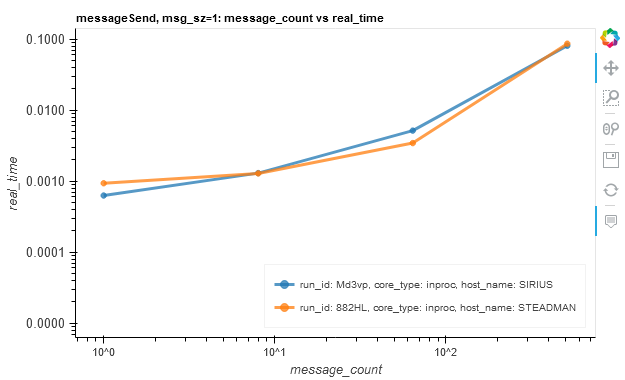 messageSend, msg_sz=1: message_count vs real_time
0.1000
0.0100
0.0010
0.0001
0.0000
real_time
run_id: Md3vp, core_type: inproc, host_name: SIRIUS
run_id: 882HL, core_type: inproc, host_name: STEADMAN
10^0
10^1
10^2
message_count